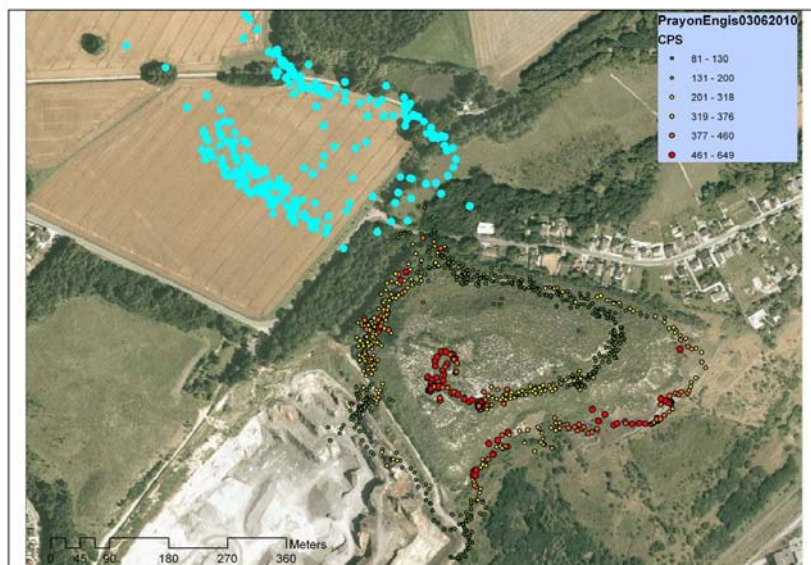 PrayonEngis03062010
CPS
81 - 130
131 - 200
201 - 318
319 - 376
377 - 460
461 - 649
0 45 90 180 270 360
Meters